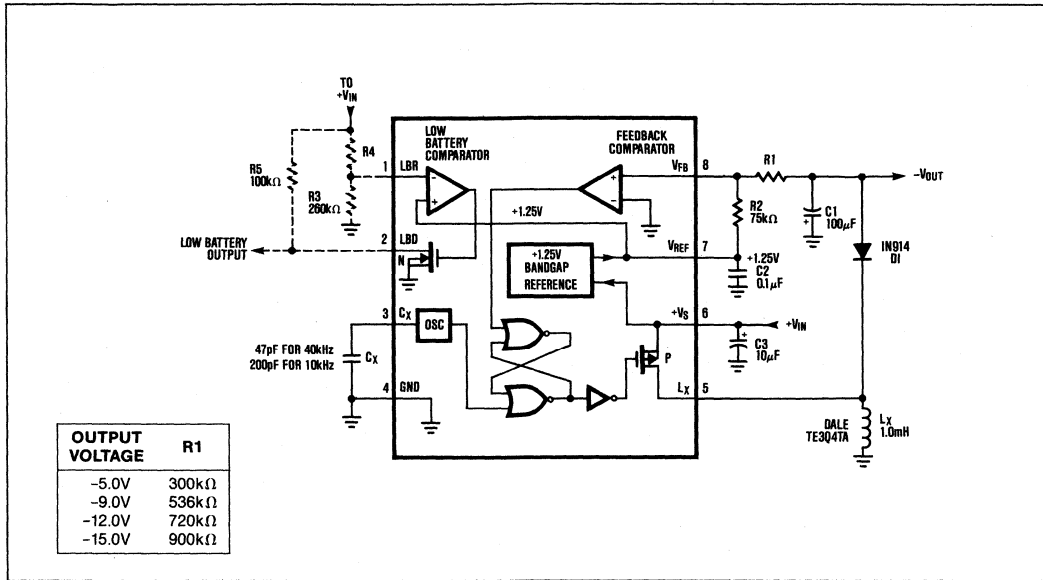 TO
+VIN
R4
R5
100kΩ
R3
260kΩ
LOW BATTERY
OUTPUT
1 LBR
2 LBD
N
LOW
BATTERY
COMPARATOR
FEEDBACK
COMPARATOR
+1.25V
+1.25V
BANDGAP
REFERENCE
VFB 8
VREF 7
+VS 6
LX 5
P
3 CX
OSC
4 GND
47pF FOR 40kHz
200pF FOR 10kHz
CX
R1
R2
75kΩ
C1
100µF
-VOUT
IN914
DI
+1.25V
C2
0.1µF
+VIN
C3
10µF
DALE
TE3Q4TA
LX
1.0mH
OUTPUT VOLTAGE R1
-5.0V 300kΩ
-9.0V 536kΩ
-12.0V 720kΩ
-15.0V 900kΩ